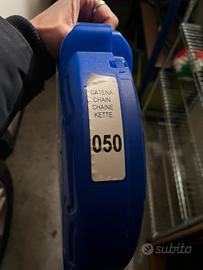 CATENA
CHAIN
CHAINE
KETTE
050
subito